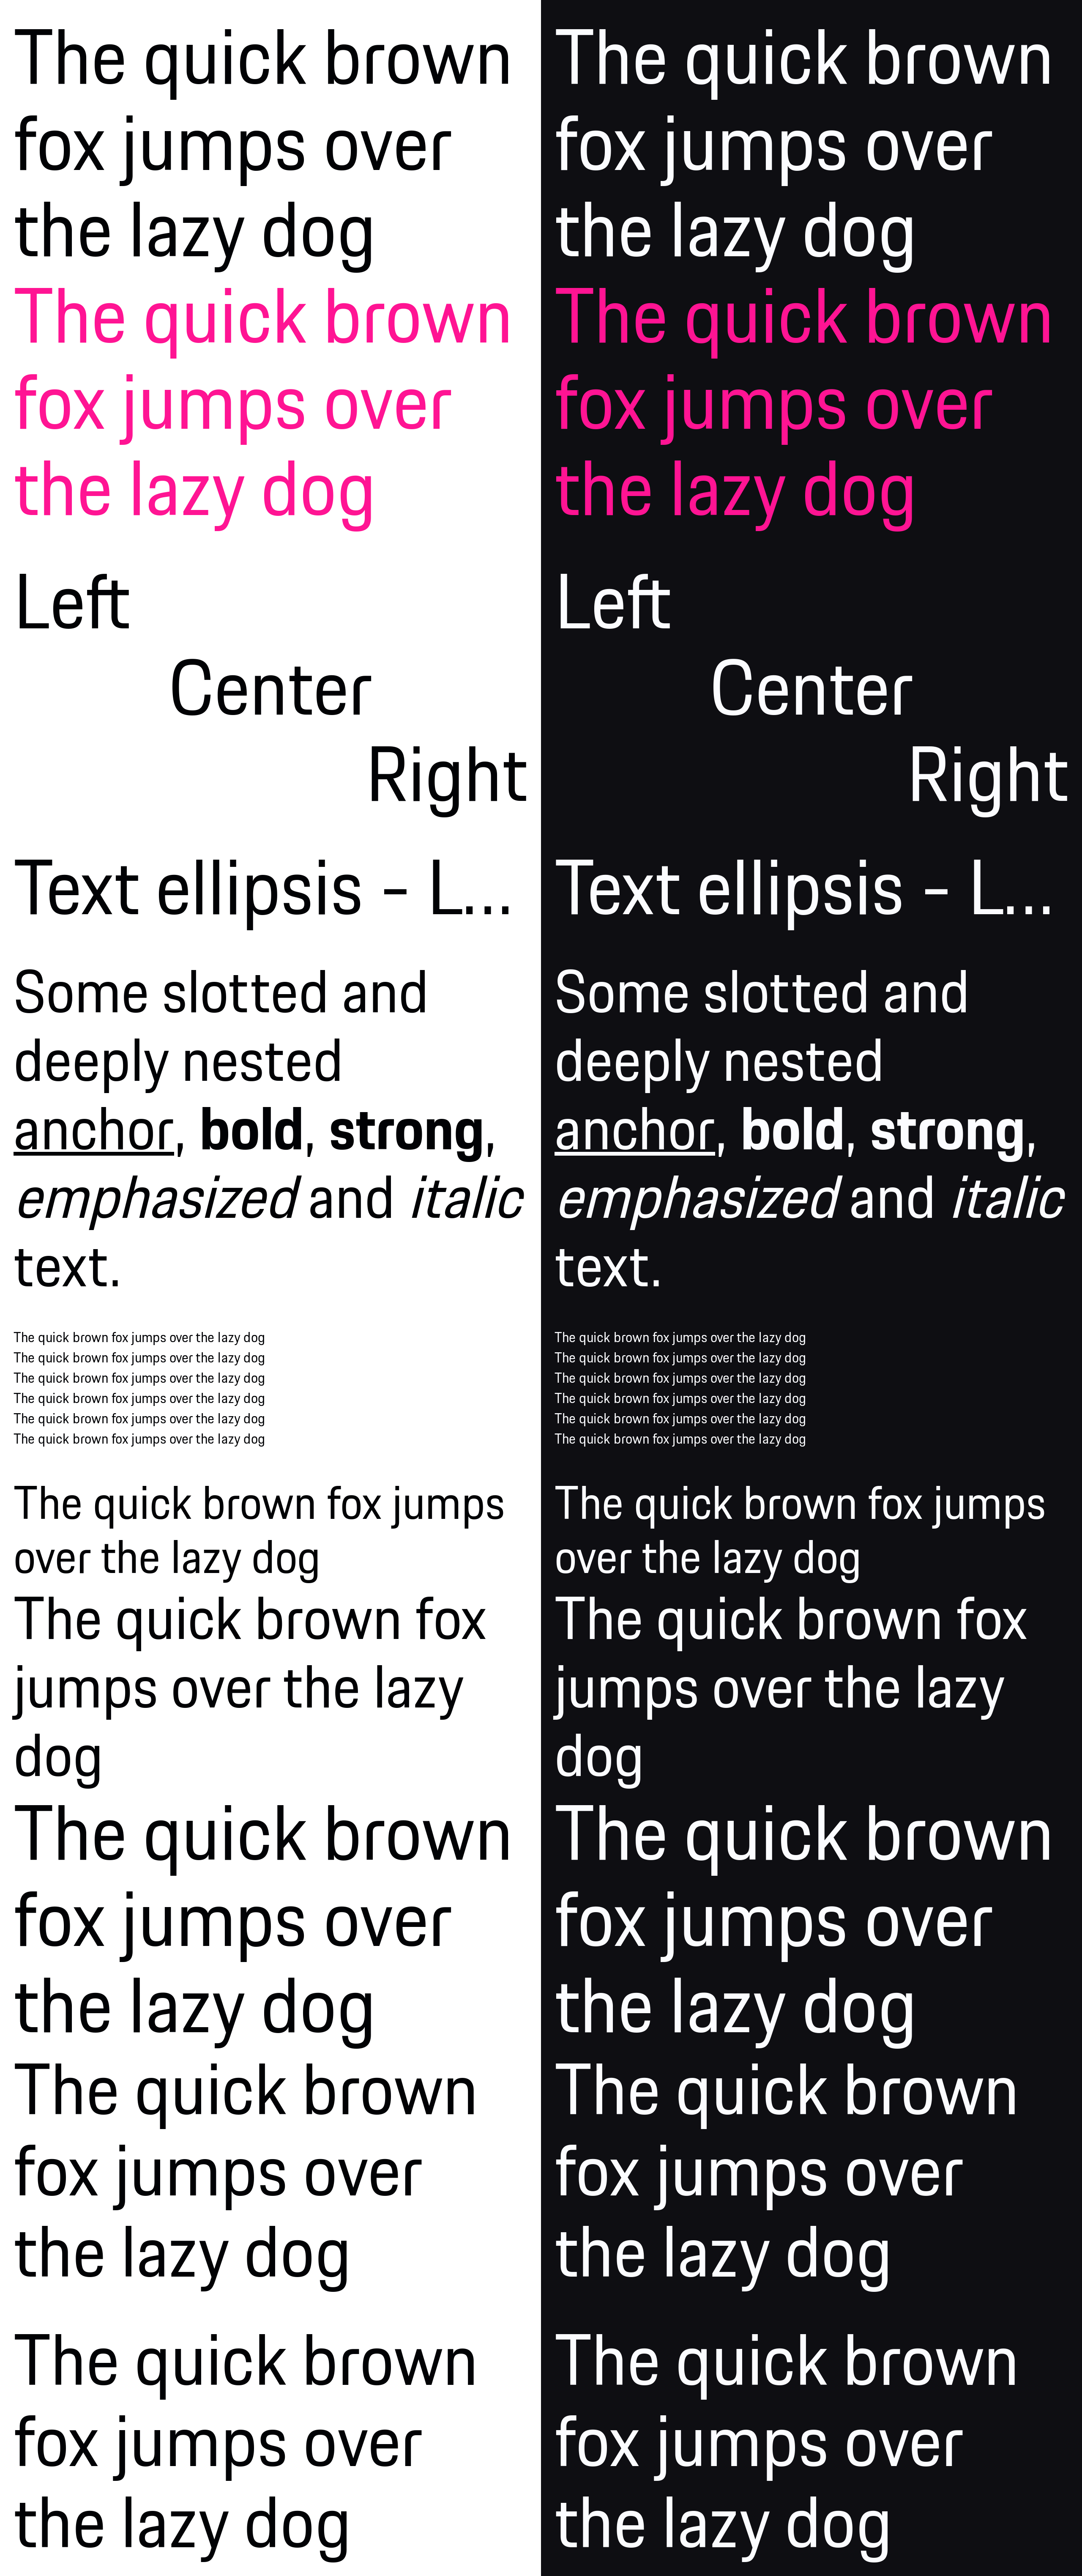 The quick brown
fox jumps over
the lazy dog
The quick brown
fox jumps over
the lazy dog
Left
Center
Right
Text ellipsis - L...
Some slotted and
deeply nested
anchor, bold, strong,
emphasized and italic
text.
The quick brown fox jumps over the lazy dog
The quick brown fox jumps over the lazy dog
The quick brown fox jumps over the lazy dog
The quick brown fox jumps over the lazy dog
The quick brown fox jumps over the lazy dog
The quick brown fox jumps over the lazy dog
The quick brown fox jumps
over the lazy dog
The quick brown fox
jumps over the lazy
dog
The quick brown
fox jumps over
the lazy dog
The quick brown
fox jumps over
the lazy dog
The quick brown
fox jumps over
the lazy dog
The quick brown
fox jumps over
the lazy dog
The quick brown
fox jumps over
the lazy dog
Left
Center
Right
Text ellipsis - L...
Some slotted and
deeply nested
anchor, bold, strong,
emphasized and italic
text.
The quick brown fox jumps over the lazy dog
The quick brown fox jumps over the lazy dog
The quick brown fox jumps over the lazy dog
The quick brown fox jumps over the lazy dog
The quick brown fox jumps over the lazy dog
The quick brown fox jumps over the lazy dog
The quick brown fox jumps
over the lazy dog
The quick brown fox
jumps over the lazy
dog
The quick brown
fox jumps over
the lazy dog
The quick brown
fox jumps over
the lazy dog
The quick brown
fox jumps over
the lazy dog